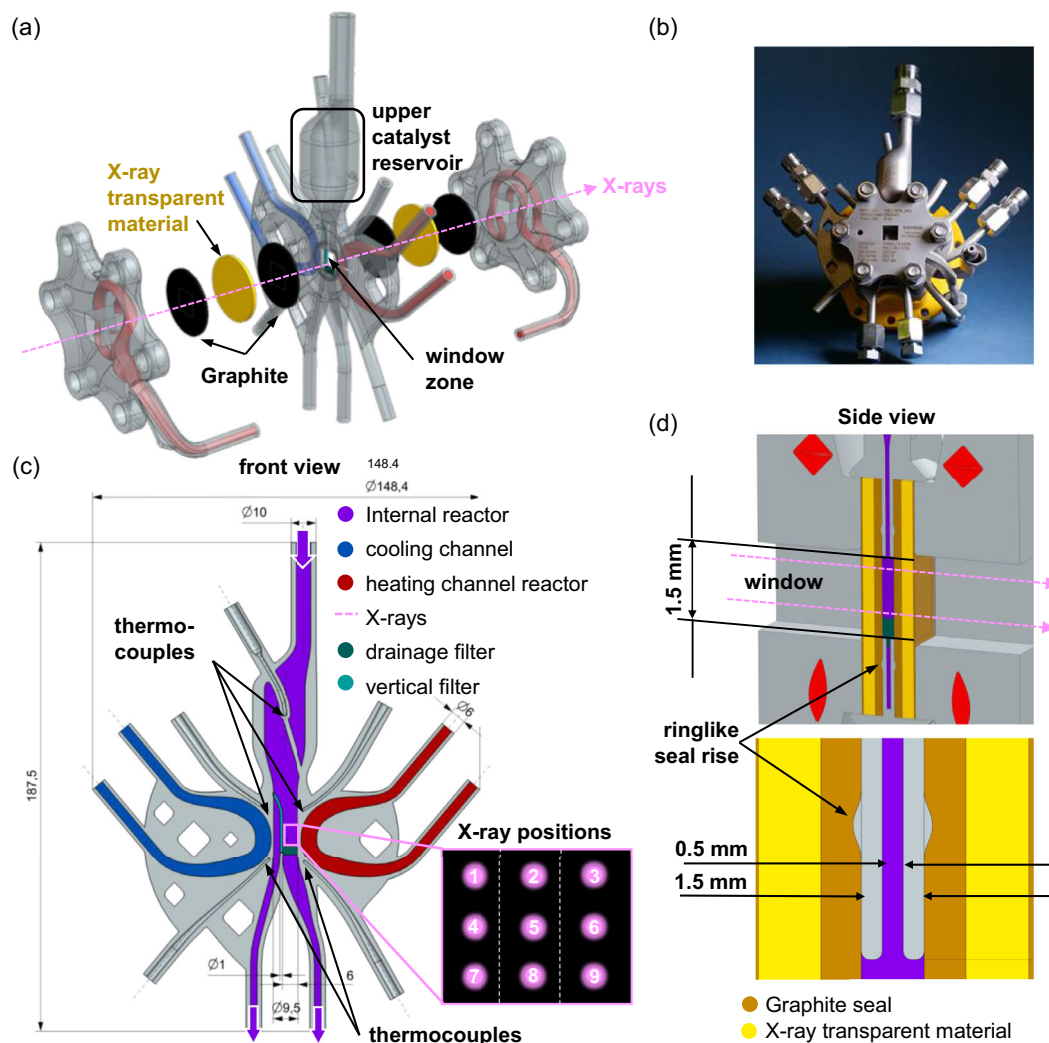 (a)
upper
catalyst
reservoir
X-ray
transparent
material
X-rays
Graphite
window
zone
(b)
(c)
front view
148.4
Ø148,4
Ø10
Internal reactor
cooling channel
heating channel reactor
X-rays
drainage filter
vertical filter
thermo-
couples
Ø6
187,5
X-ray positions
1 2 3
4 5 6
7 8 9
Ø1
6
Ø9,5
thermocouples
(d)
Side view
1.5 mm
window
ringlike
seal rise
0.5 mm
1.5 mm
Graphite seal
X-ray transparent material